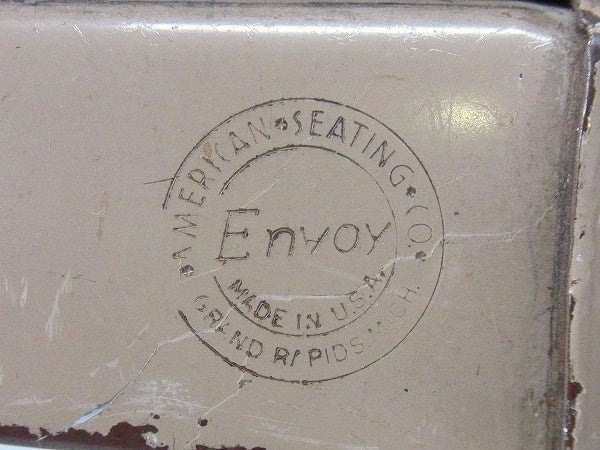 AMERICAN • SEATING • CO. •
Envoy
MADE IN U.S.A.
GRAND RAPIDS, MICH.